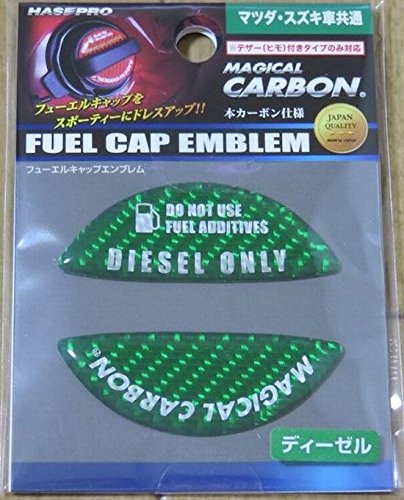 HASEPRO
マツダ・スズキ車共通
※テザー(ヒモ)付きタイプのみ対応
フューエルキャップを
スポーティーにドレスアップ!!
MAGICAL
CARBON®
本カーボン仕様
JAPAN
QUALITY
MADE IN JAPAN
FUEL CAP EMBLEM
フューエルキャップエンブレム
DO NOT USE
FUEL ADDITIVES
DIESEL ONLY
MAGICAL CARBON®
ディーゼル